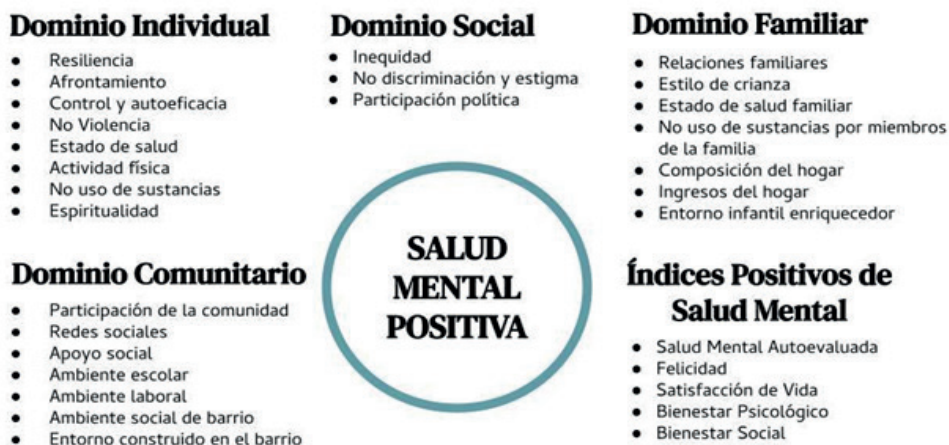 Dominio Individual
• Resiliencia
• Afrontamiento
• Control y autoeficacia
• No Violencia
• Estado de salud
• Actividad física
• No uso de sustancias
• Espiritualidad
Dominio Social
• Inequidad
• No discriminación y estigma
• Participación política
Dominio Familiar
• Relaciones familiares
• Estilo de crianza
• Estado de salud familiar
• No uso de sustancias por miembros
de la familia
• Composición del hogar
• Ingresos del hogar
• Entorno infantil enriquecedor
SALUD
MENTAL
POSITIVA
Dominio Comunitario
• Participación de la comunidad
• Redes sociales
• Apoyo social
• Ambiente escolar
• Ambiente laboral
• Ambiente social de barrio
• Entorno construido en el barrio
Índices Positivos de
Salud Mental
• Salud Mental Autoevaluada
• Felicidad
• Satisfacción de Vida
• Bienestar Psicológico
• Bienestar Social